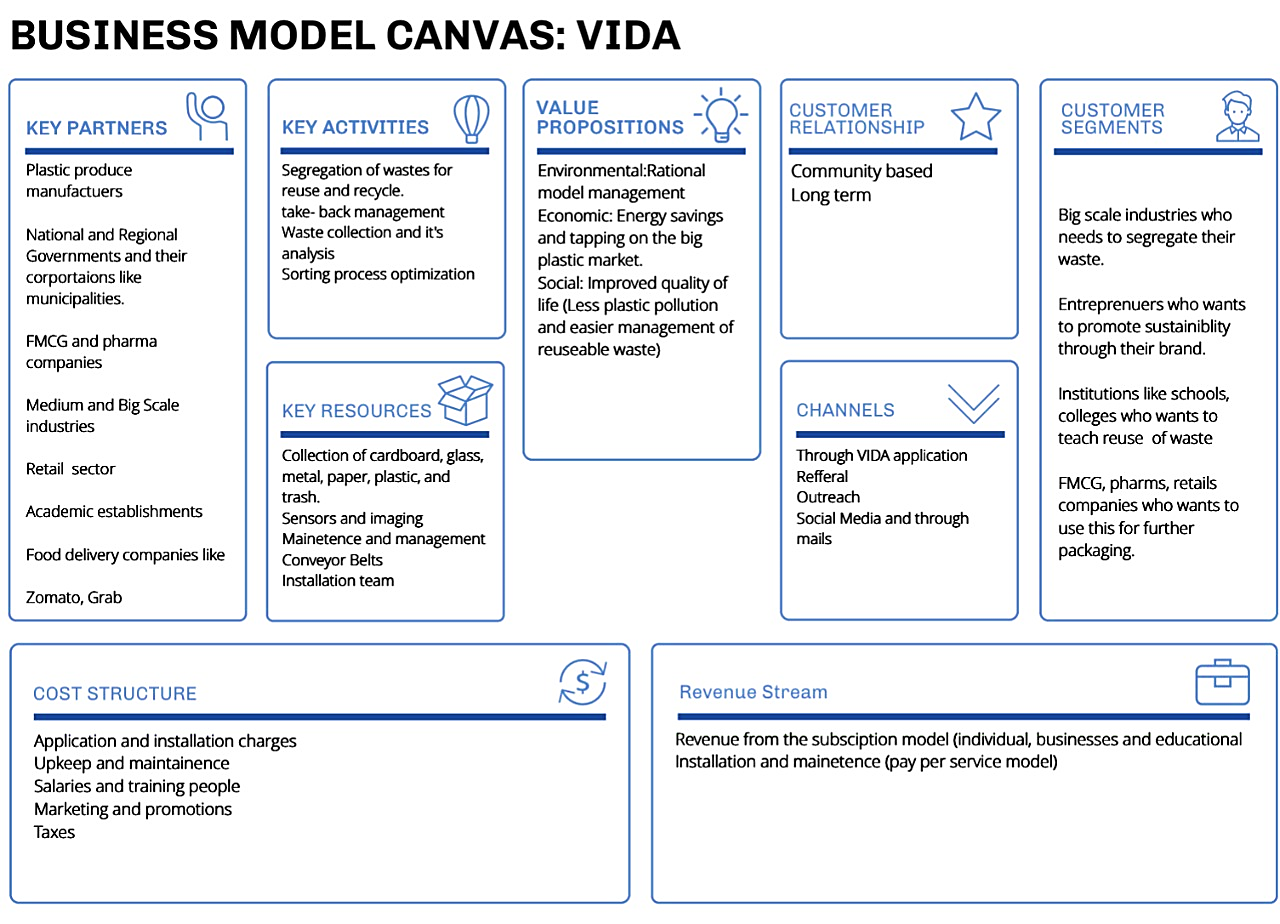 BUSINESS MODEL CANVAS: VIDA
KEY PARTNERS
Plastic produce
manufactuers
National and Regional
Governments and their
corportaions like
municipalities.
FMCG and pharma
companies
Medium and Big Scale
industries
Retail sector
Academic establishments
Food delivery companies like
Zomato, Grab
KEY ACTIVITIES
Segregation of wastes for
reuse and recycle.
take- back management
Waste collection and it's
analysis
Sorting process optimization
KEY RESOURCES
Collection of cardboard, glass,
metal, paper, plastic, and
trash.
Sensors and imaging
Mainetence and management
Conveyor Belts
Installation team
VALUE
PROPOSITIONS
Environmental:Rational
model management
Economic: Energy savings
and tapping on the big
plastic market.
Social: Improved quality of
life (Less plastic pollution
and easier management of
reuseable waste)
CUSTOMER
RELATIONSHIP
Community based
Long term
CHANNELS
Through VIDA application
Refferal
Outreach
Social Media and through
mails
CUSTOMER
SEGMENTS
Big scale industries who
needs to segregate their
waste.
Entreprenuers who wants
to promote sustainiblity
through their brand.
Institutions like schools,
colleges who wants to
teach reuse of waste
FMCG, pharms, retails
companies who wants to
use this for further
packaging.
COST STRUCTURE
$
Application and installation charges
Upkeep and maintainence
Salaries and training people
Marketing and promotions
Taxes
Revenue Stream
Revenue from the subsciption model (individual, businesses and educational
Installation and mainetence (pay per service model)